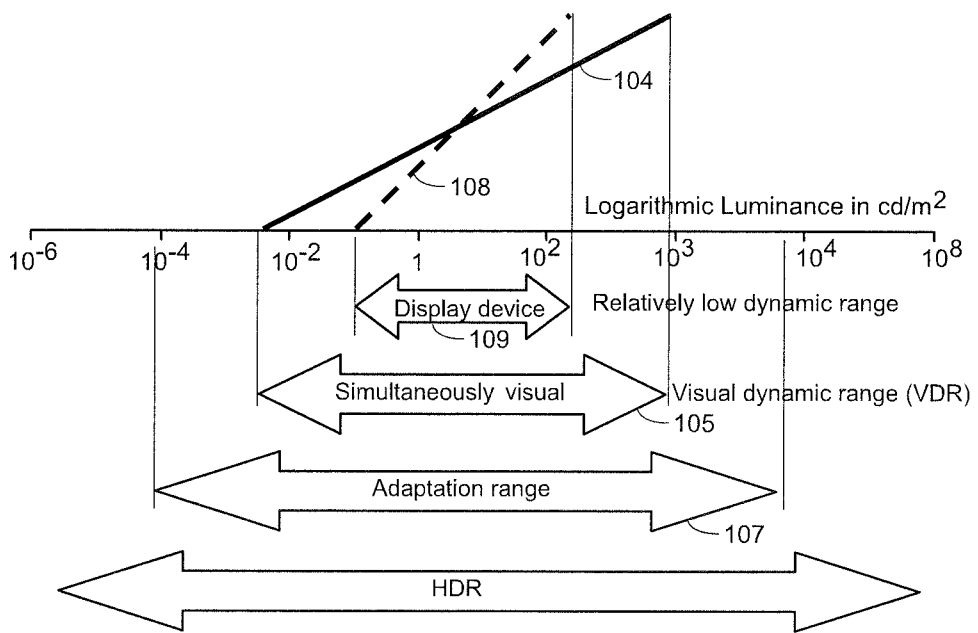 104
108
Logarithmic Luminance in cd/m²
10⁻⁶ 10⁻⁴ 10⁻² 1 10² 10³ 10⁴ 10⁸
Display device Relatively low dynamic range
109
Simultaneously visual Visual dynamic range (VDR)
105
Adaptation range
107
HDR